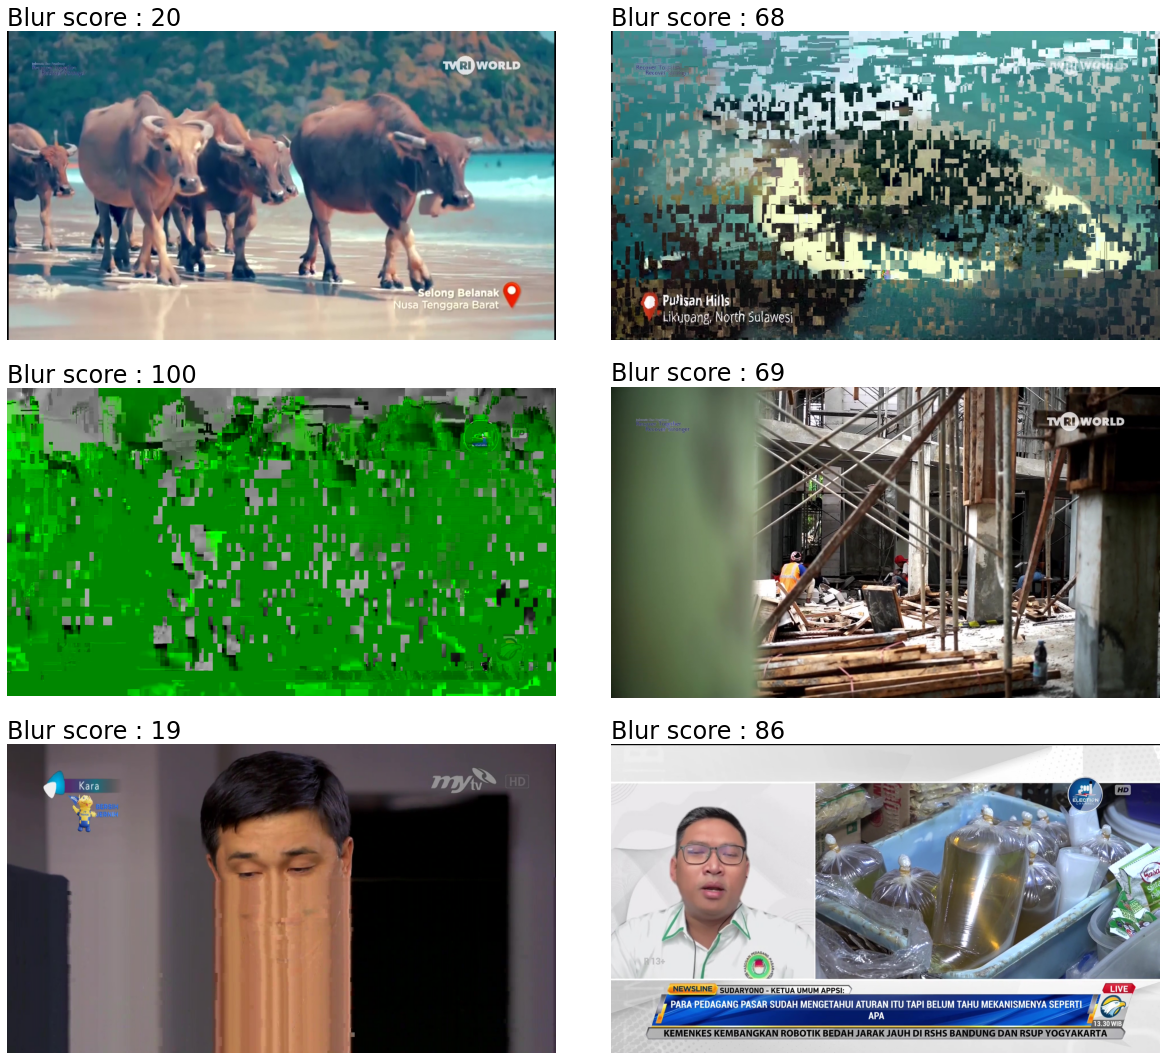 Blur score : 20
Blur score : 68
TVRI WORLD
Selong Belanak
Nusa Tenggara Barat
Pulisan Hills
Likupang, North Sulawesi
Blur score : 100
Blur score : 69
HD
TVRI WORLD
Blur score : 19
Blur score : 86
Kara
mytv HD
ELECTION
HD
R 13+
NEWSLINE SUDARYONO - KETUA UMUM APPSI:
LIVE
PARA PEDAGANG PASAR SUDAH MENGETAHUI ATURAN ITU TAPI BELUM TAHU MEKANISMENYA SEPERTI
APA
13.30 WIB
KEMENKES KEMBANGKAN ROBOTIK BEDAH JARAK JAUH DI RSHS BANDUNG DAN RSUP YOGYAKARTA